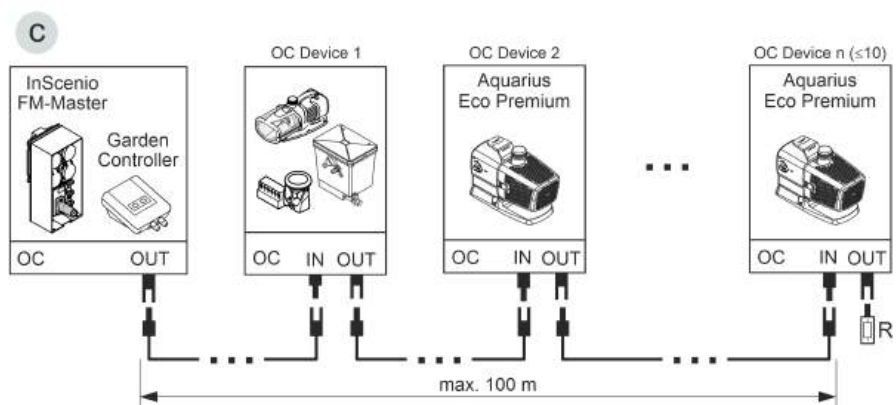 C
OC Device 1
OC Device 2
OC Device n (≤10)
InScenio
FM-Master
Garden
Controller
Aquarius
Eco Premium
Aquarius
Eco Premium
OC OUT
OC IN OUT
OC IN OUT
OC IN OUT
R
max. 100 m